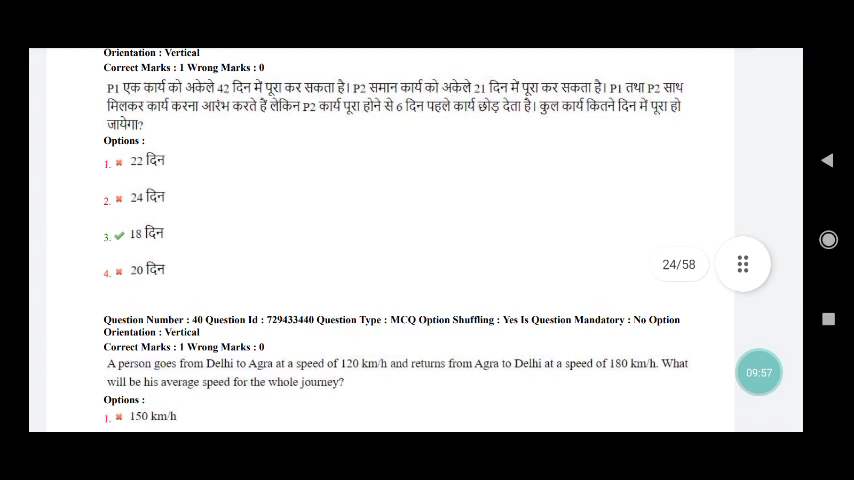 Orientation : Vertical
Correct Marks : 1 Wrong Marks : 0
P1 एक कार्य को अकेले 42 दिन में पूरा कर सकता है। P2 समान कार्य को अकेले 21 दिन में पूरा कर सकता है। P1 तथा P2 साथ
मिलकर कार्य करना आरंभ करते हैं लेकिन P2 कार्य पूरा होने से 6 दिन पहले कार्य छोड़ देता है। कुल कार्य कितने दिन में पूरा हो
जायेगा?
Options :
1. 22 दिन
2. 24 दिन
3. 18 दिन
4. 20 दिन
24/58
Question Number : 40 Question Id : 729433440 Question Type : MCQ Option Shuffling : Yes Is Question Mandatory : No Option
Orientation : Vertical
Correct Marks : 1 Wrong Marks : 0
A person goes from Delhi to Agra at a speed of 120 km/h and returns from Agra to Delhi at a speed of 180 km/h. What
will be his average speed for the whole journey?
09:57
Options :
1. 150 km/h